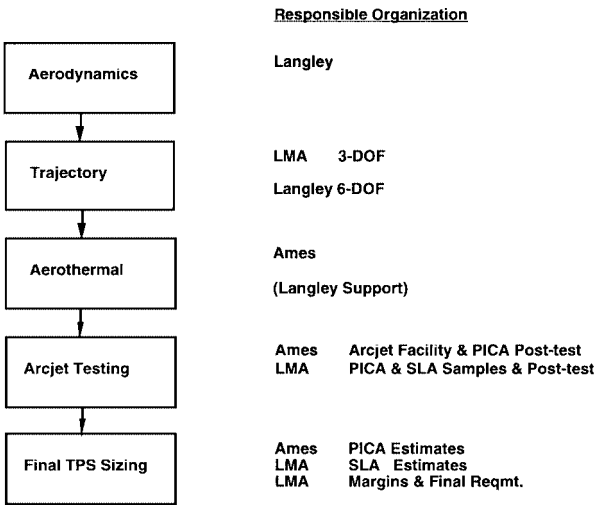 Responsible Organization
Aerodynamics
Langley
Trajectory
LMA 3-DOF
Langley 6-DOF
Aerothermal
Ames
(Langley Support)
Arcjet Testing
Ames Arcjet Facility & PICA Post-test
LMA PICA & SLA Samples & Post-test
Final TPS Sizing
Ames PICA Estimates
LMA SLA Estimates
LMA Margins & Final Reqmt.